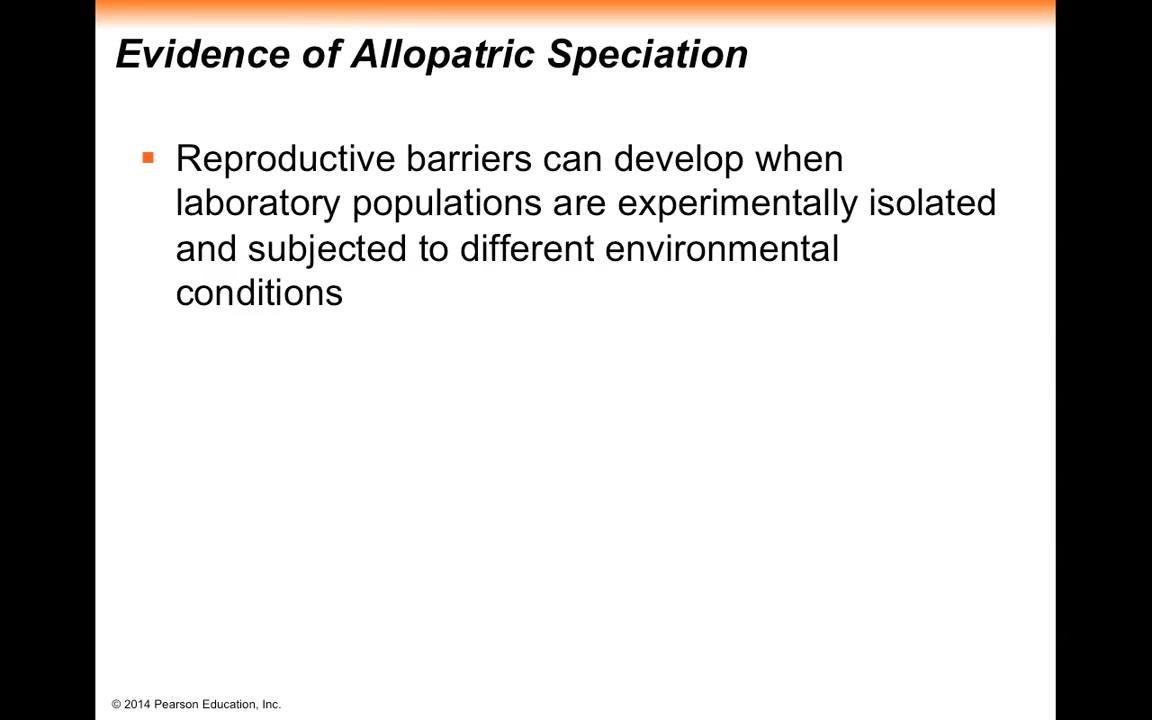 Evidence of Allopatric Speciation
Reproductive barriers can develop when
laboratory populations are experimentally isolated
and subjected to different environmental
conditions
© 2014 Pearson Education, Inc.